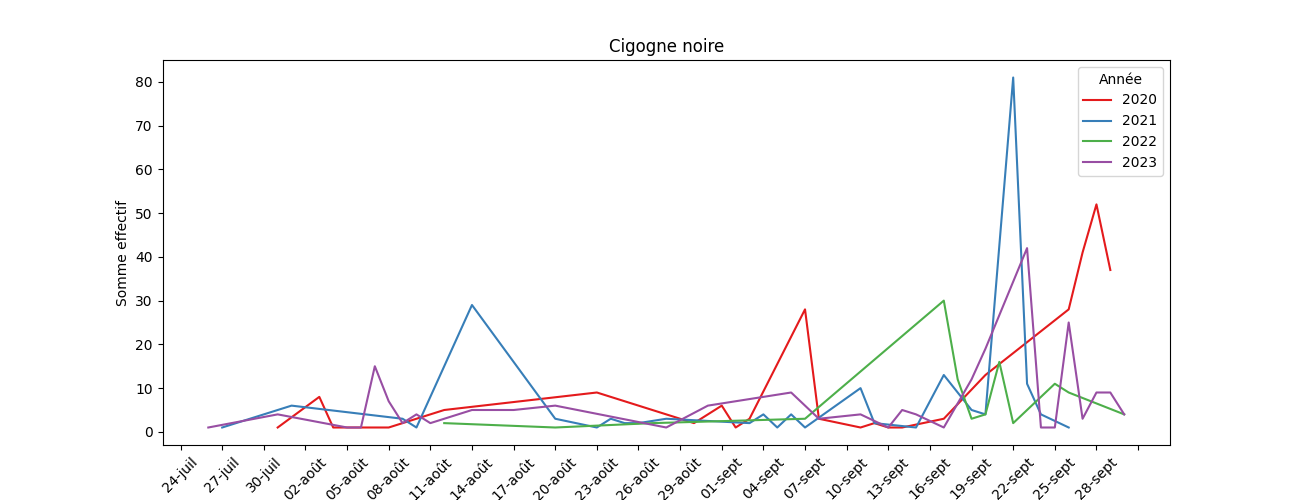 Cigogne noire
Somme effectif
80
70
60
50
40
30
20
10
0
Année
2020
2021
2022
2023
24-juil
27-juil
30-juil
02-août
05-août
08-août
11-août
14-août
17-août
20-août
23-août
26-août
29-août
01-sept
04-sept
07-sept
10-sept
13-sept
16-sept
19-sept
22-sept
25-sept
28-sept